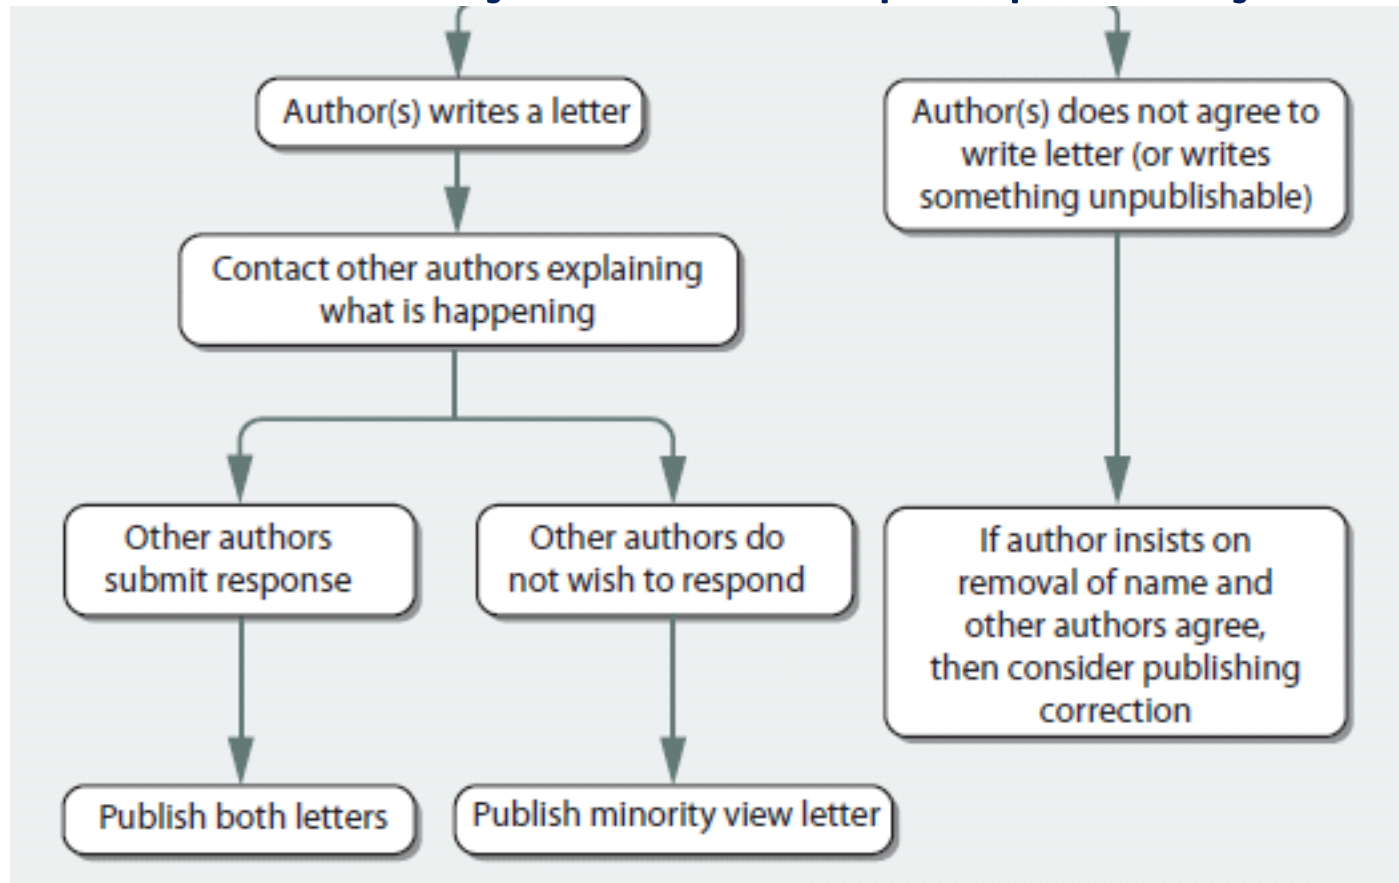 Author(s) writes a letter
Author(s) does not agree to
write letter (or writes
something unpublishable)
Contact other authors explaining
what is happening
Other authors
submit response
Other authors do
not wish to respond
If author insists on
removal of name and
other authors agree,
then consider publishing
correction
Publish both letters
Publish minority view letter